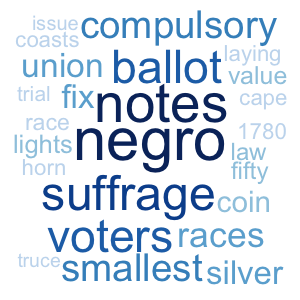 issue compulsory
coasts
union ballot laying
value
trial fix notes cape
race negro 1780
lights law
horn fifty
suffrage coin
voters races
truce smallest silver